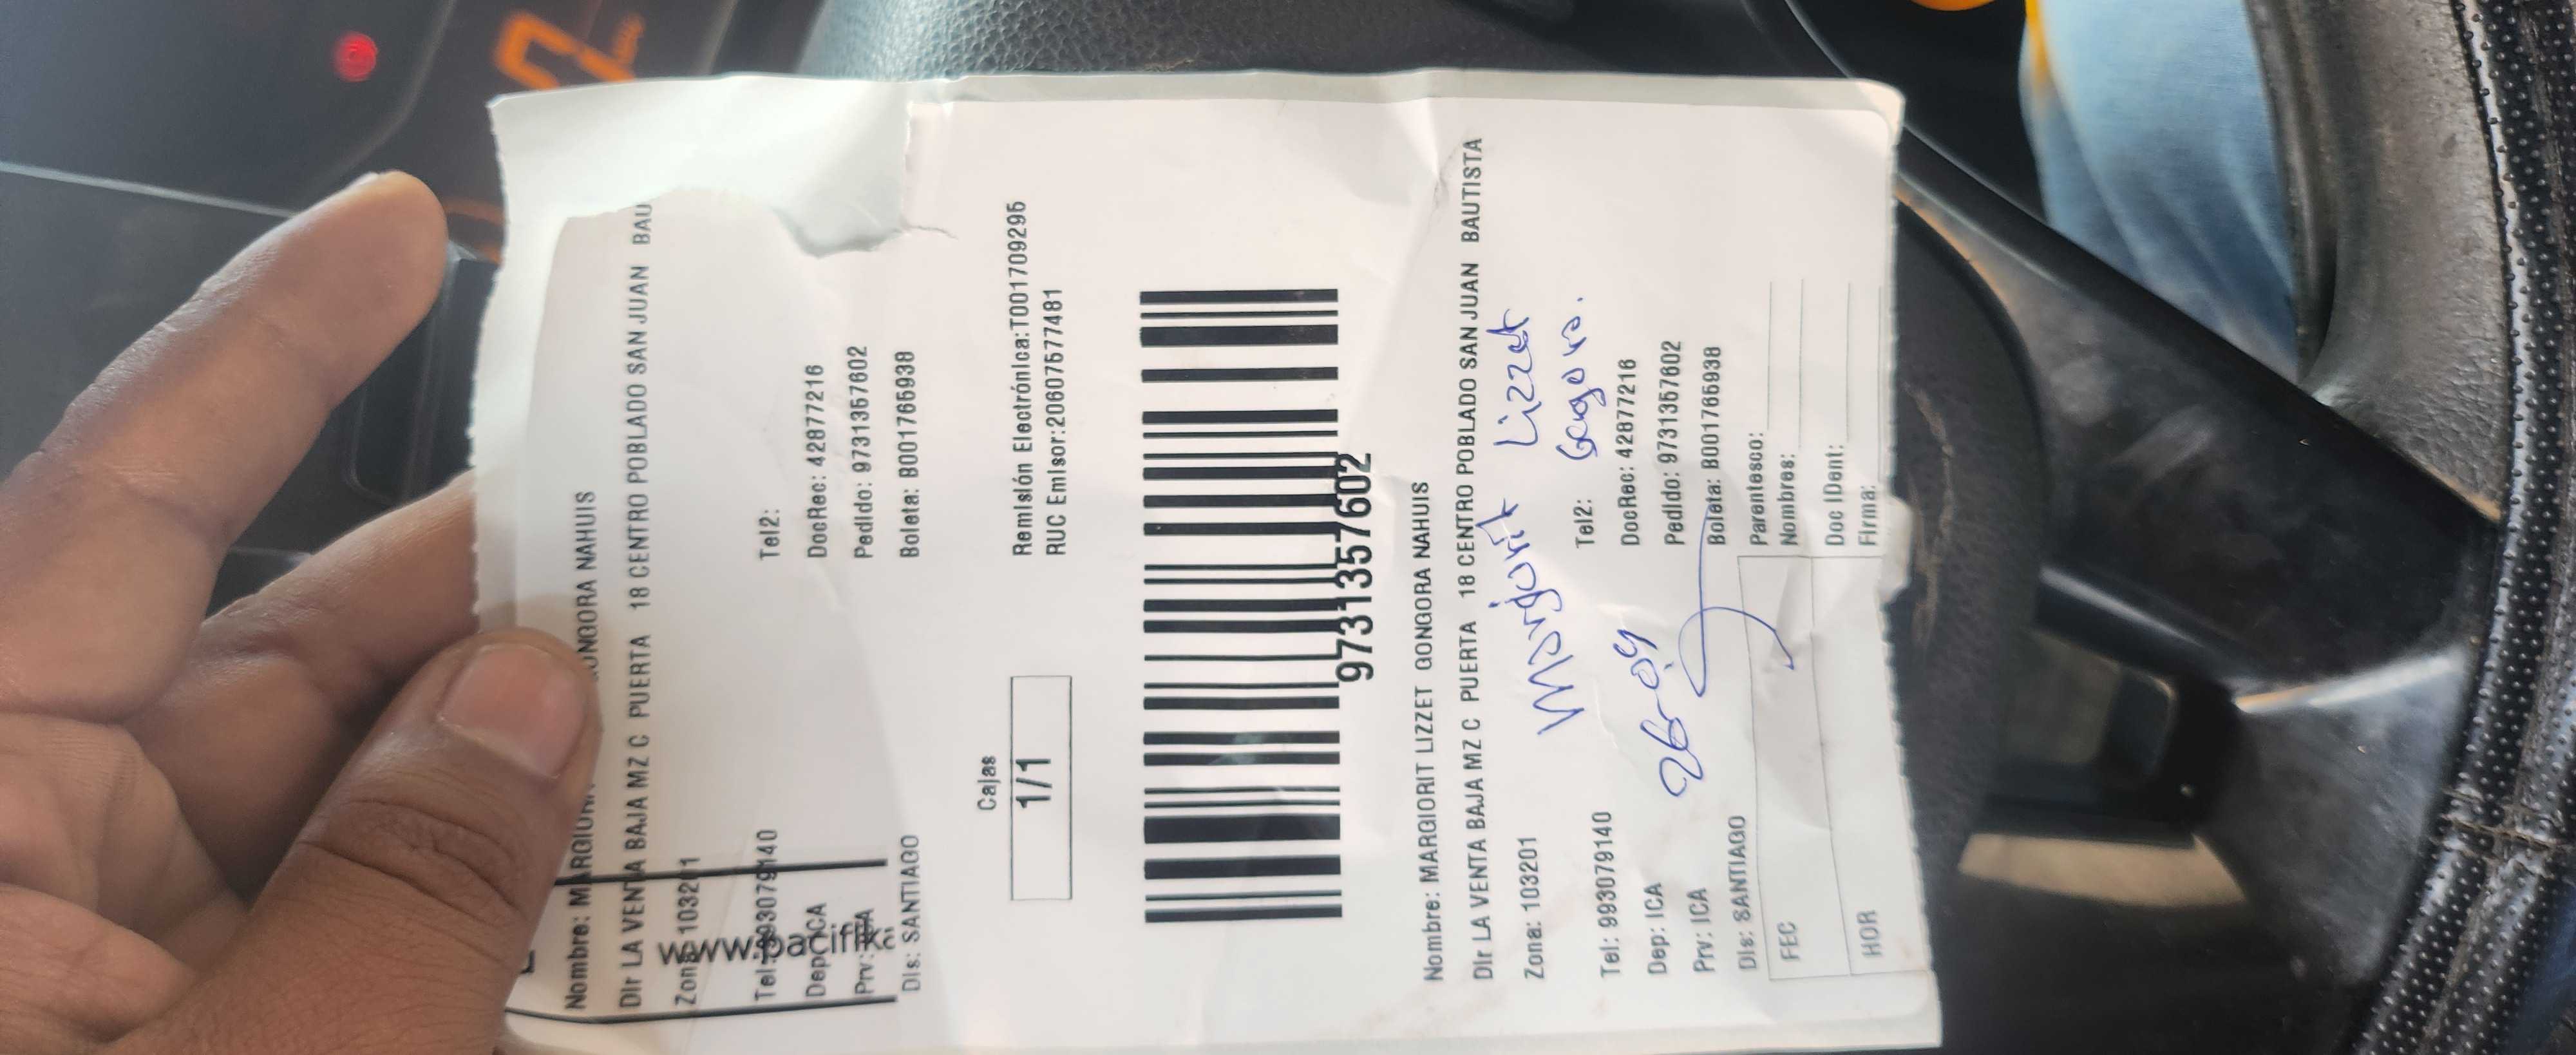 Nombre: MARGIORIT GONGORA NAHUIS
Dir LA VENTA BAJA MZ C PUERTA 18 CENTRO POBLADO SAN JUAN BAU
Zona: 103201
Tel: 993079140 Tel2:
Dep: ICA DocRec: 42877216
Prv: ICA Pedido: 9731357602
Dis: SANTIAGO Boleta: B001765938
www.pacifik
Cajas
1/1
Remisión Electrónica:T001709295
RUC Emisor:20607577481
9731357602
Nombre: MARGIORIT LIZZET GONGORA NAHUIS
Dir LA VENTA BAJA MZ C PUERTA 18 CENTRO POBLADO SAN JUAN BAUTISTA
Zona: 103201
Margiorit Lizzet
Gongora.
Tel: 993079140 Tel2:
Dep: ICA DocRec: 42877216
26-09
Prv: ICA Pedido: 9731357602
Dis: SANTIAGO Boleta: B001765938
FEC Parentesco:
Nombres:
HOR Doc IDent:
Firma: